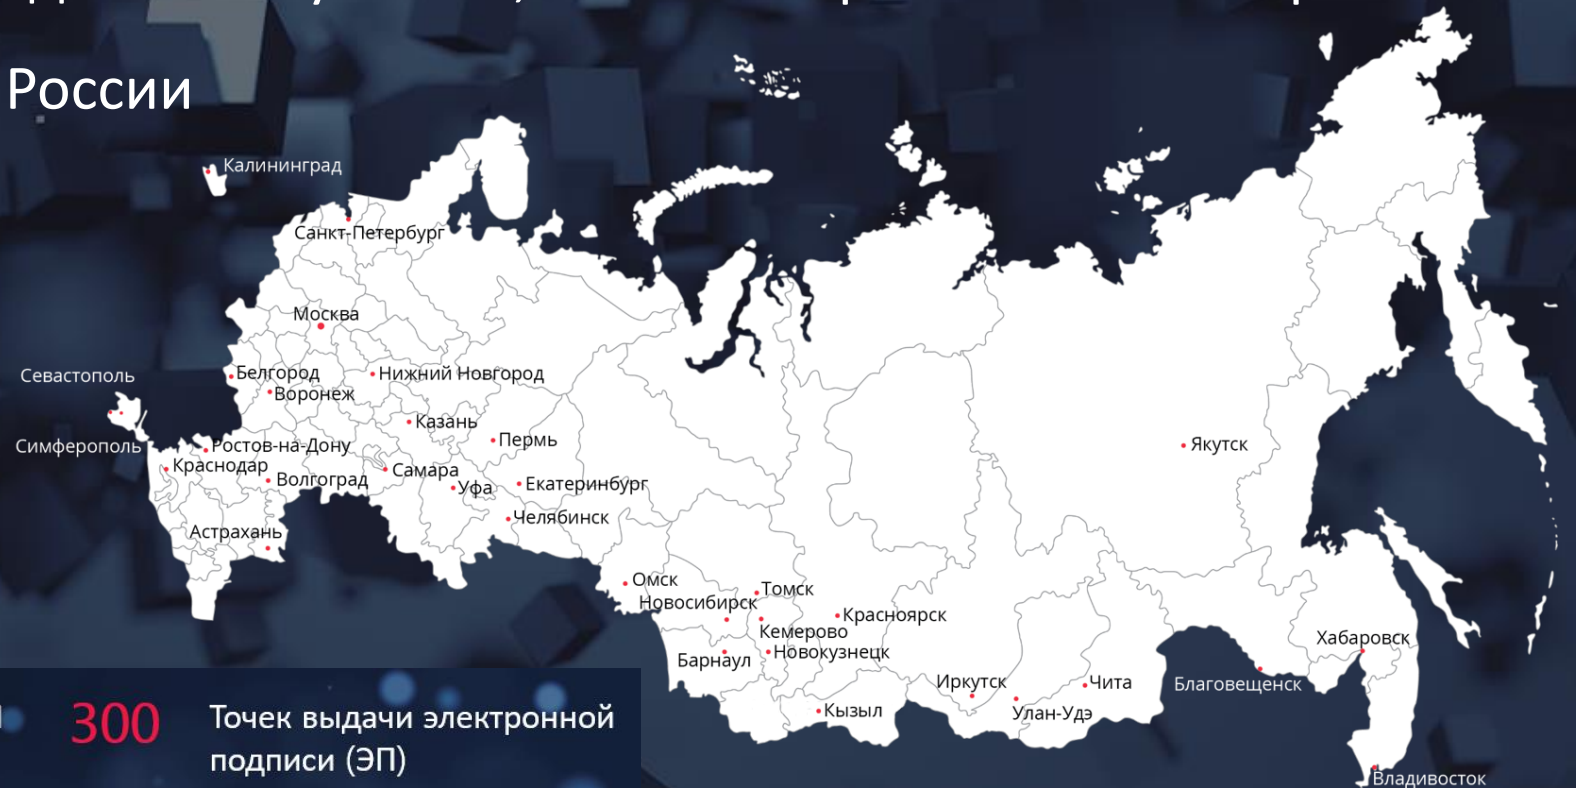 России
Калининград
Санкт-Петербург
Москва
Севастополь
Белгород
Нижний Новгород
Воронеж
Казань
Пермь
Симферополь
Ростов-на-Дону
Якутск
Краснодар
Самара
Волгоград
Уфа
Екатеринбург
Челябинск
Астрахань
Омск
Томск
Новосибирск
Красноярск
Кемерово
Хабаровск
Новокузнецк
Барнаул
Иркутск
Чита
Благовещенск
Кызыл
Улан-Удэ
300
Точек выдачи электронной
подписи (ЭП)
Владивосток